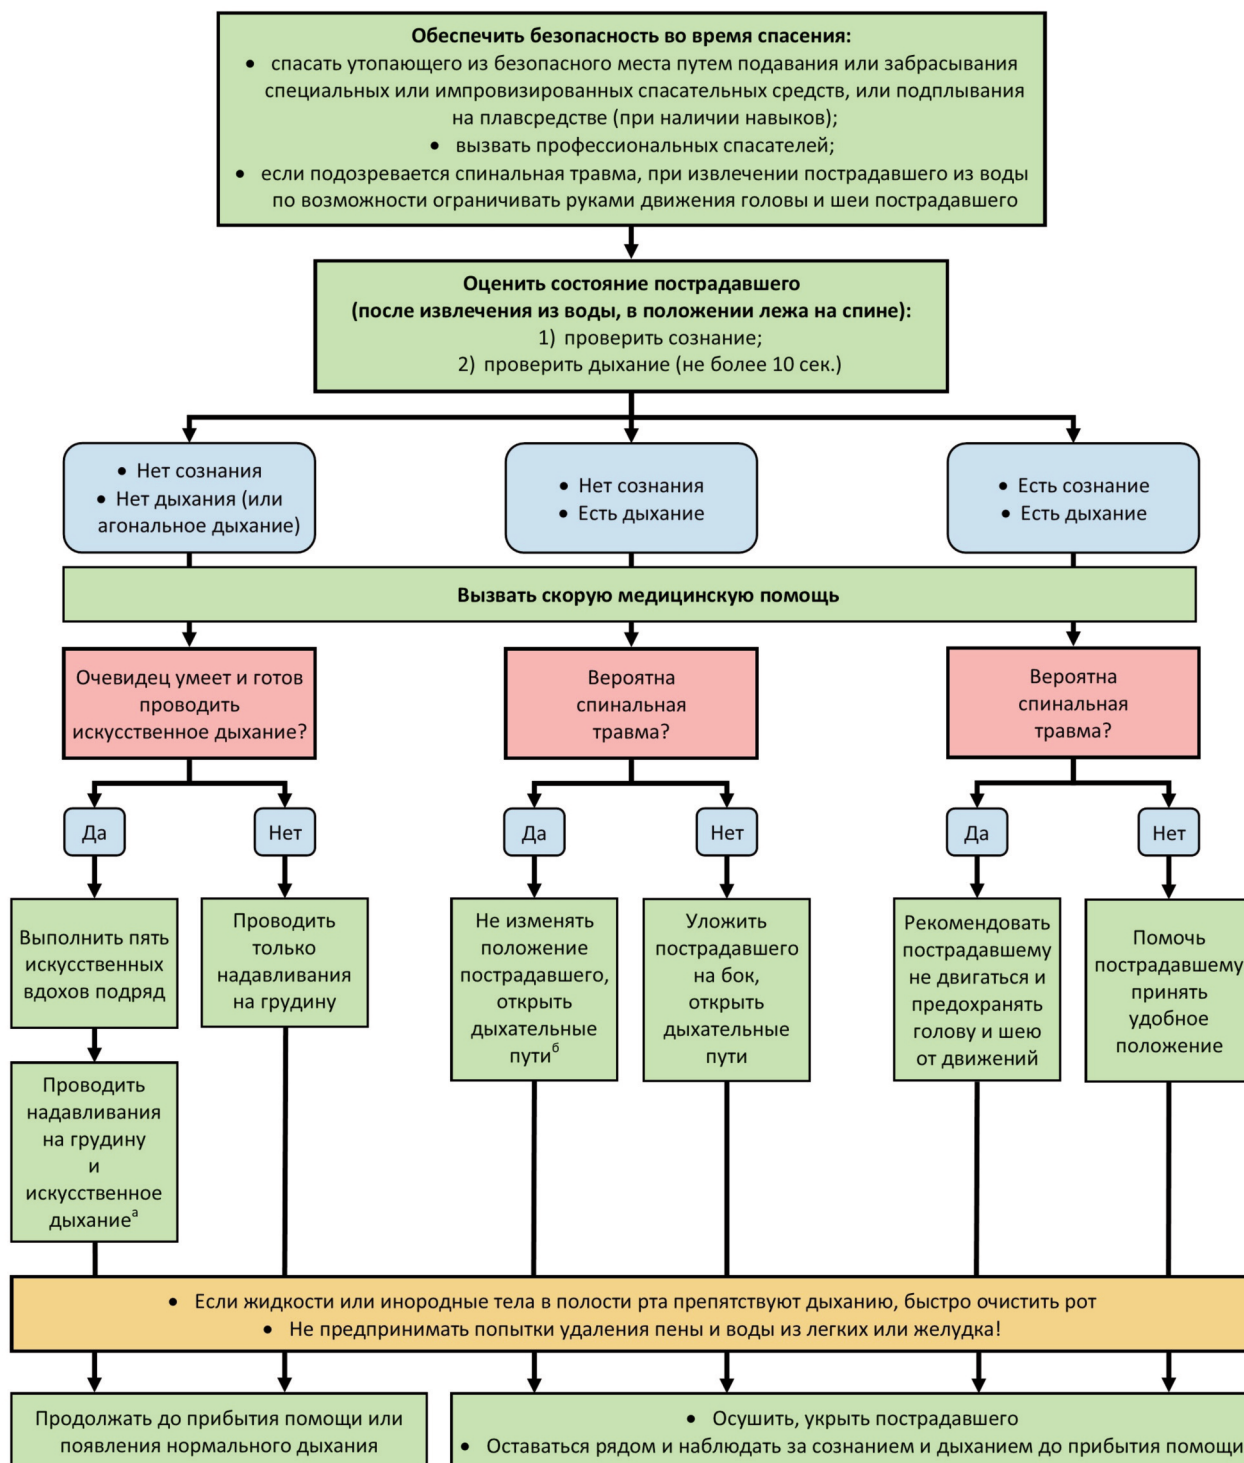 Обеспечить безопасность во время спасения:
• спасать утопающего из безопасного места путем подавания или забрасывания
специальных или импровизированных спасательных средств, или подплывания
на плавсредстве (при наличии навыков);
• вызвать профессиональных спасателей;
• если подозревается спинальная травма, при извлечении пострадавшего из воды
по возможности ограничивать руками движения головы и шеи пострадавшего
Оценить состояние пострадавшего
(после извлечения из воды, в положении лежа на спине):
1) проверить сознание;
2) проверить дыхание (не более 10 сек.)
• Нет сознания
• Нет дыхания (или
агональное дыхание)
• Нет сознания
• Есть дыхание
• Есть сознание
• Есть дыхание
Вызвать скорую медицинскую помощь
Очевидец умеет и готов
проводить
искусственное дыхание?
Вероятна
спинальная
травма?
Вероятна
спинальная
травма?
Да
Нет
Да
Нет
Да
Нет
Выполнить пять
искусственных
вдохов подряд
Проводить
только
надавливания
на грудину
Не изменять
положение
пострадавшего,
открыть
дыхательные
пути б
Уложить
пострадавшего
на бок,
открыть
дыхательные
пути
Рекомендовать
пострадавшему
не двигаться и
предохранять
голову и шею
от движений
Помочь
пострадавшему
принять
удобное
положение
Проводить
надавливания
на грудину
и
искусственное
дыхание а
• Если жидкости или инородные тела в полости рта препятствуют дыханию, быстро очистить рот
• Не предпринимать попытки удаления пены и воды из легких или желудка!
Продолжать до прибытия помощи или
появления нормального дыхания
• Осушить, укрыть пострадавшего
• Оставаться рядом и наблюдать за сознанием и дыханием до прибытия помощи